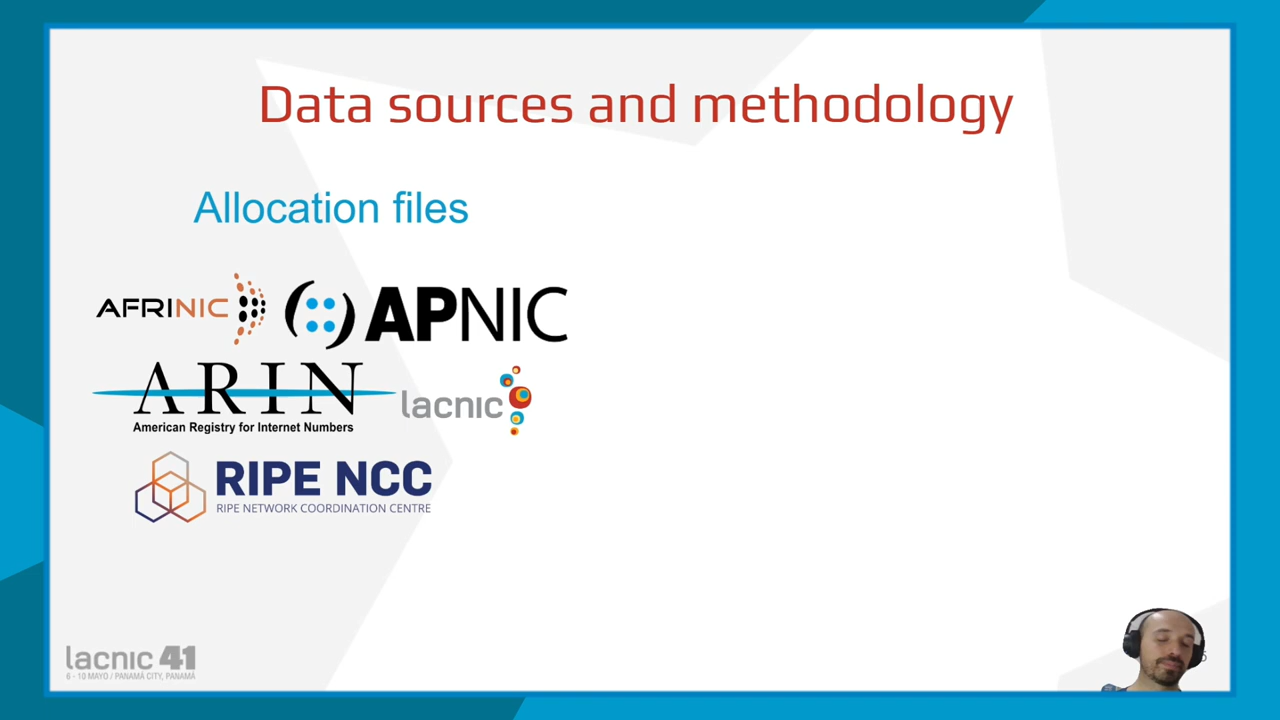 Data sources and methodology
Allocation files
AFRINIC
APNIC
ARIN
American Registry for Internet Numbers
lacnic
RIPE NCC
RIPE NETWORK COORDINATION CENTRE
lacnic 41
6 - 10 MAYO / PANAMÁ CITY, PANAMÁ